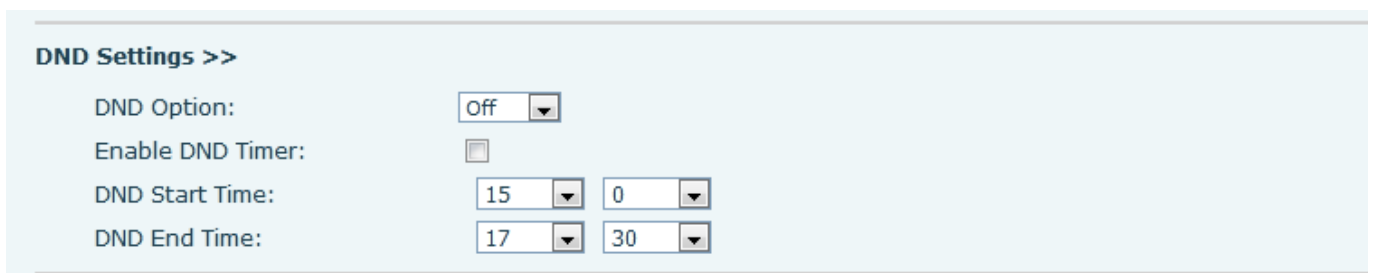 DND Settings >>
DND Option: Off
Enable DND Timer:
DND Start Time: 15 0
DND End Time: 17 30